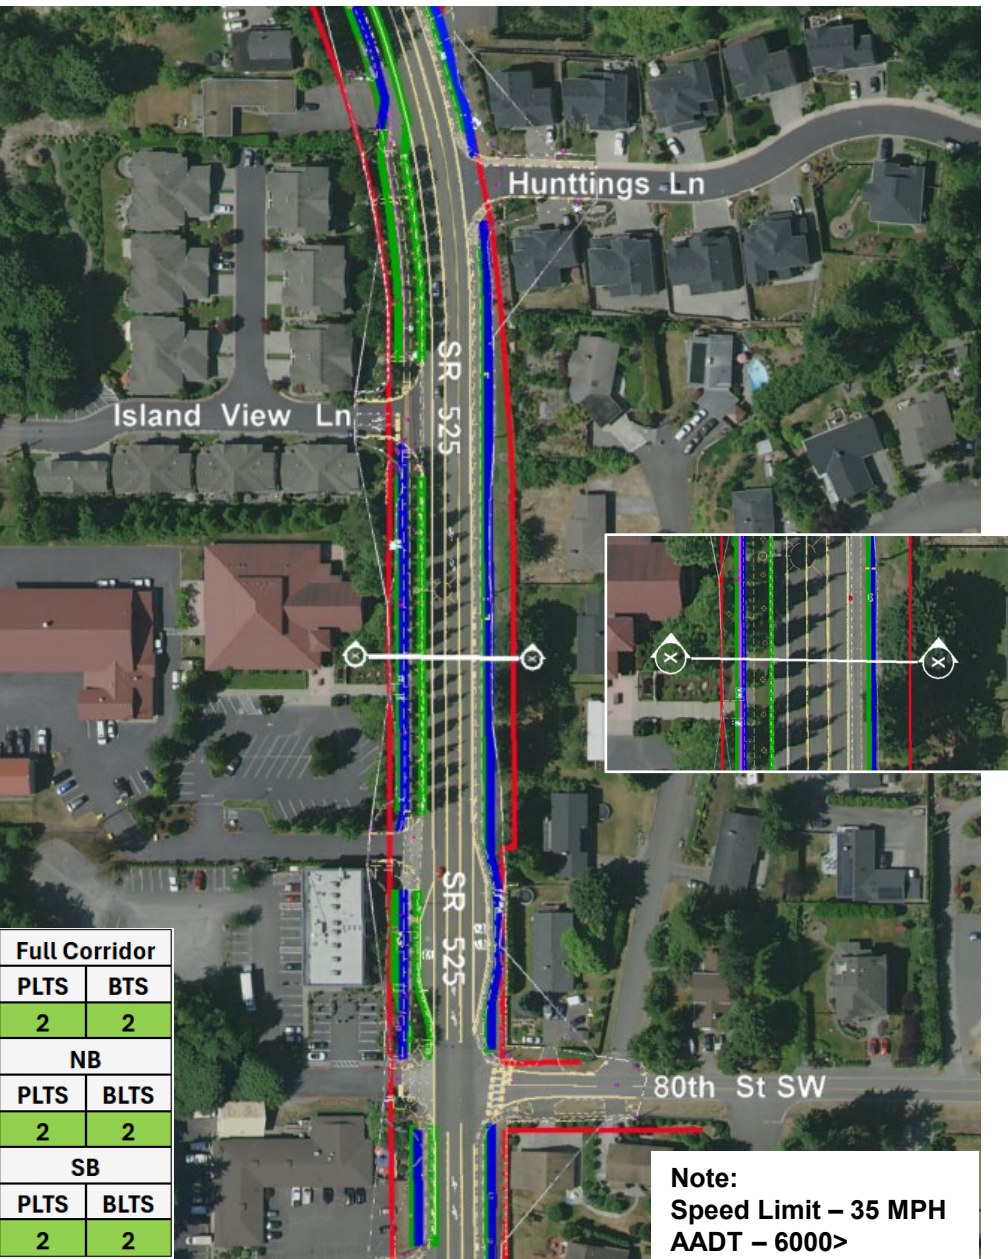 Hunttings Ln
SR 525
Island View Ln
X
X
X
X
SR 525
Full Corridor
PLTS BTS
2 2
NB
PLTS BLTS
2 2
SB
PLTS BLTS
2 2
80th St SW
Note:
Speed Limit – 35 MPH
AADT – 6000>